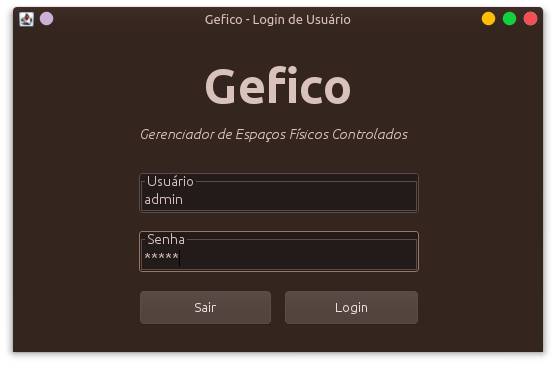 Gefico - Login de Usuário
Gefico
Gerenciador de Espaços Físicos Controlados
Usuário
admin
Senha
*****
Sair Login